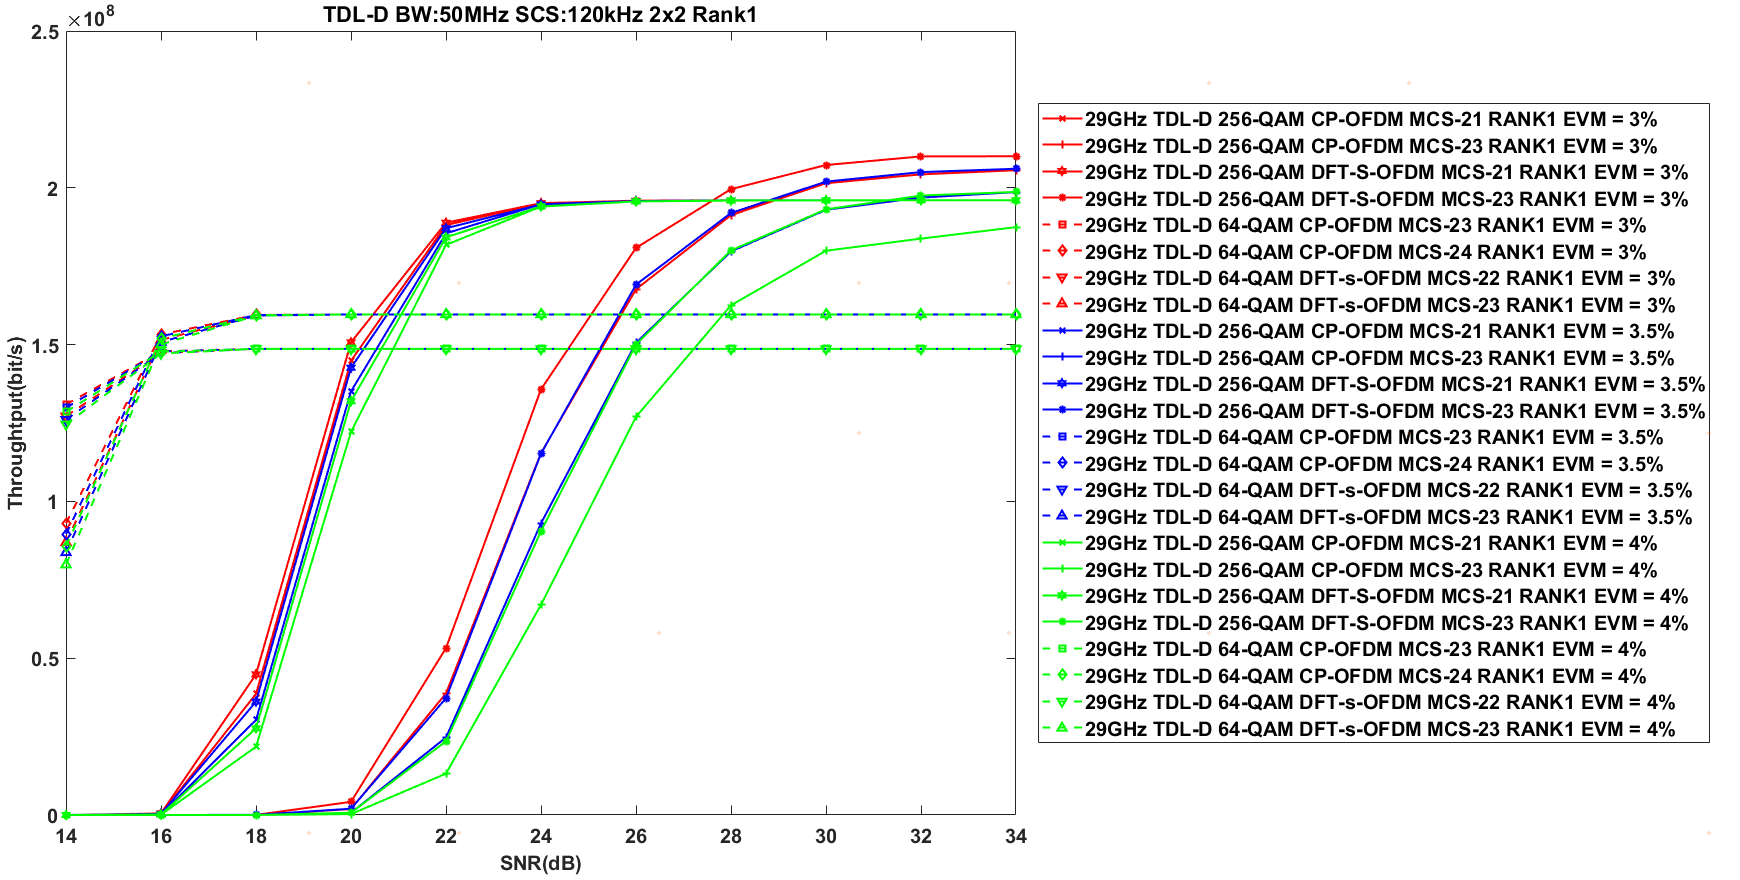 TDL-D BW:50MHz SCS:120kHz 2x2 Rank1
×10⁸
2.5
2
1.5
1
0.5
0
14 16 18 20 22 24 26 28 30 32 34
SNR(dB)
Throughtput(bit/s)
29GHz TDL-D 256-QAM CP-OFDM MCS-21 RANK1 EVM = 3%
29GHz TDL-D 256-QAM CP-OFDM MCS-23 RANK1 EVM = 3%
29GHz TDL-D 256-QAM DFT-S-OFDM MCS-21 RANK1 EVM = 3%
29GHz TDL-D 256-QAM DFT-S-OFDM MCS-23 RANK1 EVM = 3%
29GHz TDL-D 64-QAM CP-OFDM MCS-23 RANK1 EVM = 3%
29GHz TDL-D 64-QAM CP-OFDM MCS-24 RANK1 EVM = 3%
29GHz TDL-D 64-QAM DFT-s-OFDM MCS-22 RANK1 EVM = 3%
29GHz TDL-D 64-QAM DFT-s-OFDM MCS-23 RANK1 EVM = 3%
29GHz TDL-D 256-QAM CP-OFDM MCS-21 RANK1 EVM = 3.5%
29GHz TDL-D 256-QAM CP-OFDM MCS-23 RANK1 EVM = 3.5%
29GHz TDL-D 256-QAM DFT-S-OFDM MCS-21 RANK1 EVM = 3.5%
29GHz TDL-D 256-QAM DFT-S-OFDM MCS-23 RANK1 EVM = 3.5%
29GHz TDL-D 64-QAM CP-OFDM MCS-23 RANK1 EVM = 3.5%
29GHz TDL-D 64-QAM CP-OFDM MCS-24 RANK1 EVM = 3.5%
29GHz TDL-D 64-QAM DFT-s-OFDM MCS-22 RANK1 EVM = 3.5%
29GHz TDL-D 64-QAM DFT-s-OFDM MCS-23 RANK1 EVM = 3.5%
29GHz TDL-D 256-QAM CP-OFDM MCS-21 RANK1 EVM = 4%
29GHz TDL-D 256-QAM CP-OFDM MCS-23 RANK1 EVM = 4%
29GHz TDL-D 256-QAM DFT-S-OFDM MCS-21 RANK1 EVM = 4%
29GHz TDL-D 256-QAM DFT-S-OFDM MCS-23 RANK1 EVM = 4%
29GHz TDL-D 64-QAM CP-OFDM MCS-23 RANK1 EVM = 4%
29GHz TDL-D 64-QAM CP-OFDM MCS-24 RANK1 EVM = 4%
29GHz TDL-D 64-QAM DFT-s-OFDM MCS-22 RANK1 EVM = 4%
29GHz TDL-D 64-QAM DFT-s-OFDM MCS-23 RANK1 EVM = 4%